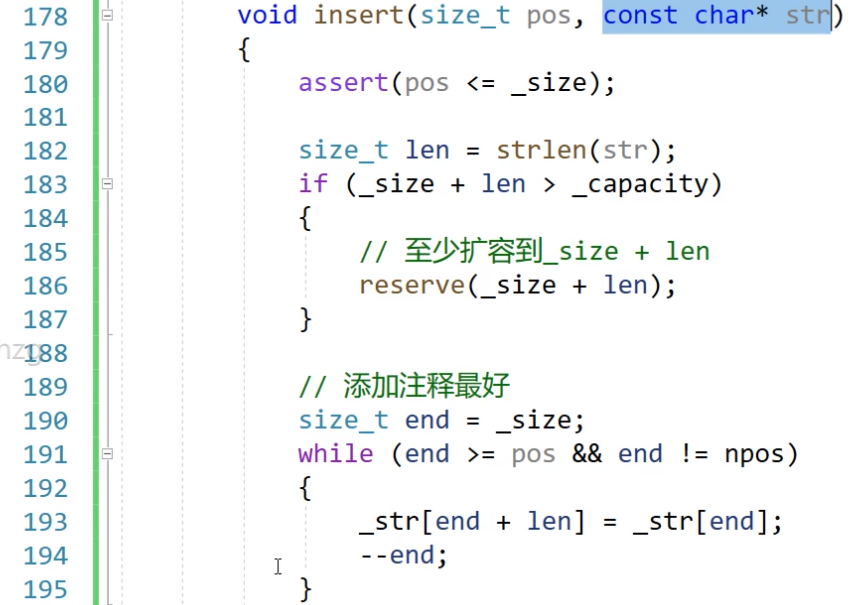 178 void insert(size_t pos, const char* str)
179 {
180 assert(pos <= _size);
181
182 size_t len = strlen(str);
183 if (_size + len > _capacity)
184 {
185 // 至少扩容到_size + len
186 reserve(_size + len);
187 }
188
189 // 添加注释最好
190 size_t end = _size;
191 while (end >= pos && end != npos)
192 {
193 _str[end + len] = _str[end];
194 --end;
195 }